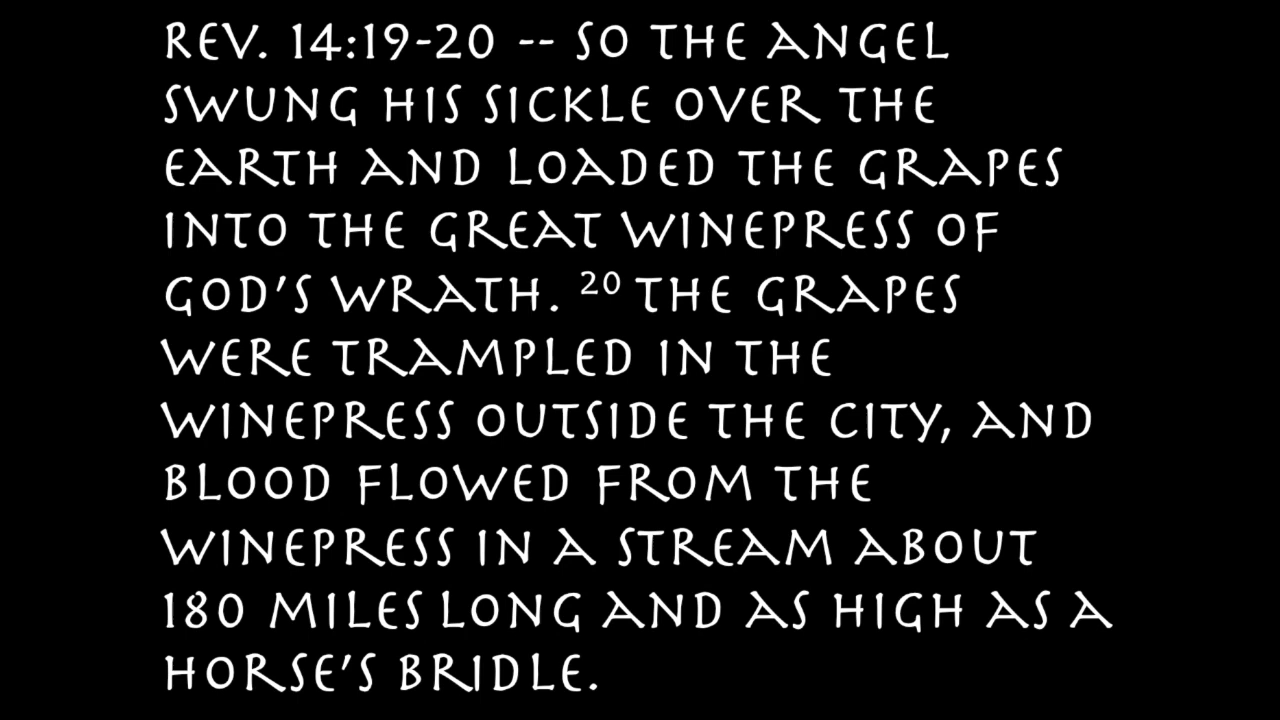 REV. 14:19-20 -- SO THE ANGEL
SWUNG HIS SICKLE OVER THE
EARTH AND LOADED THE GRAPES
INTO THE GREAT WINEPRESS OF
GOD'S WRATH. ²⁰ THE GRAPES
WERE TRAMPLED IN THE
WINEPRESS OUTSIDE THE CITY, AND
BLOOD FLOWED FROM THE
WINEPRESS IN A STREAM ABOUT
180 MILES LONG AND AS HIGH AS A
HORSE'S BRIDLE.